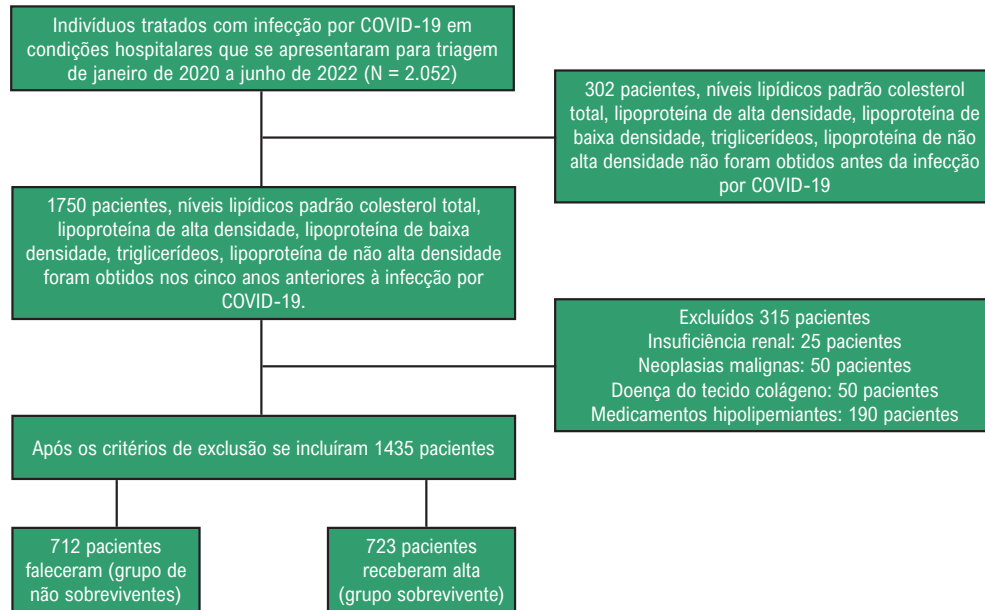 Indivíduos tratados com infecção por COVID-19 em
condições hospitalares que se apresentaram para triagem
de janeiro de 2020 a junho de 2022 (N = 2.052)
302 pacientes, níveis lipídicos padrão colesterol
total, lipoproteína de alta densidade, lipoproteína de
baixa densidade, triglicerídeos, lipoproteína de não
alta densidade não foram obtidos antes da infecção
por COVID-19
1750 pacientes, níveis lipídicos padrão colesterol total,
lipoproteína de alta densidade, lipoproteína de baixa
densidade, triglicerídeos, lipoproteína de não alta densidade
foram obtidos nos cinco anos anteriores à infecção por
COVID-19.
Excluídos 315 pacientes
Insuficiência renal: 25 pacientes
Neoplasias malignas: 50 pacientes
Doença do tecido colágeno: 50 pacientes
Medicamentos hipolipemiantes: 190 pacientes
Após os critérios de exclusão se incluíram 1435 pacientes
712 pacientes
faleceram (grupo de
não sobreviventes)
723 pacientes
receberam alta
(grupo sobrevivente)